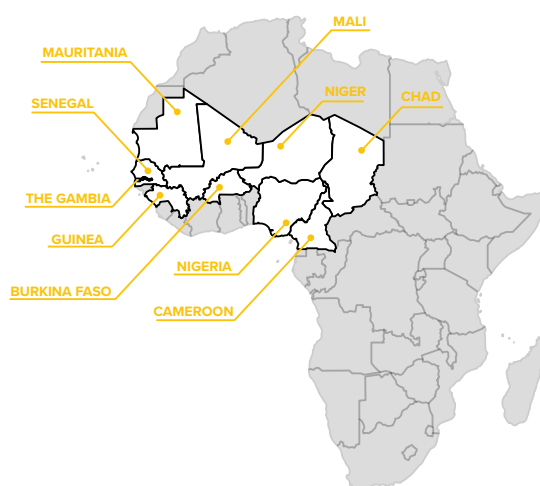 MALI
MAURITANIA
NIGER
CHAD
SENEGAL
THE GAMBIA
GUINEA
NIGERIA
BURKINA FASO
CAMEROON